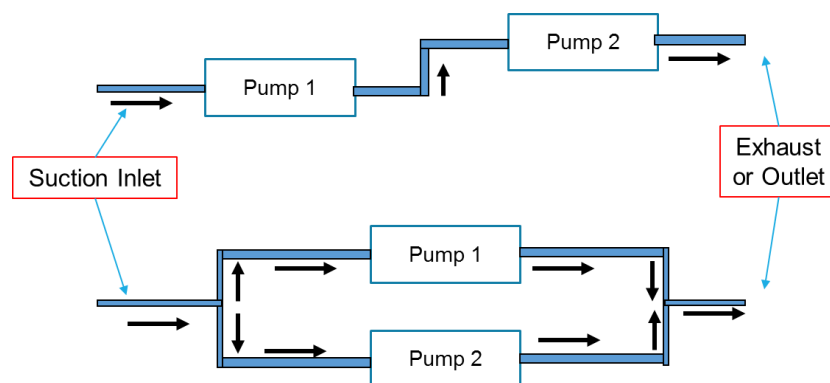 Pump 2
Pump 1
Suction Inlet
Exhaust
or Outlet
Pump 1
Pump 2